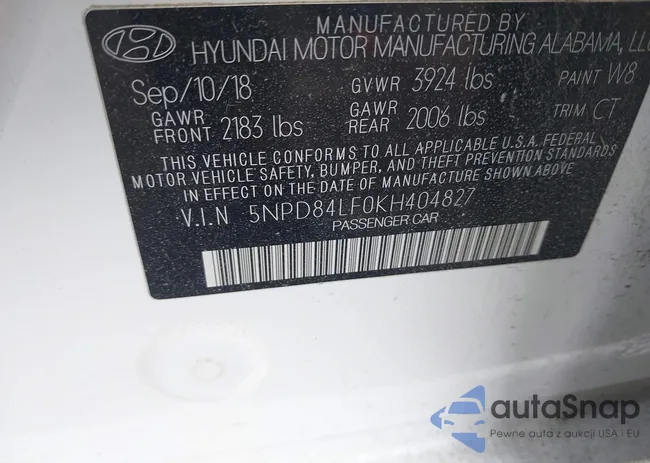 MANUFACTURED BY
HYUNDAI MOTOR MANUFACTURING ALABAMA, LLC
Sep/10/18 GVWR 3924 lbs PAINT W8
GAWR FRONT 2183 lbs GAWR REAR 2006 lbs TRIM CT
THIS VEHICLE CONFORMS TO ALL APPLICABLE U.S.A. FEDERAL
MOTOR VEHICLE SAFETY, BUMPER, AND THEFT PREVENTION STANDARDS
IN EFFECT ON THE DATE OF MANUFACTURE SHOWN ABOVE
V.I.N 5NPD84LF0KH404827
PASSENGER CAR
autaSnap
Pewne auta z aukcji USA i EU